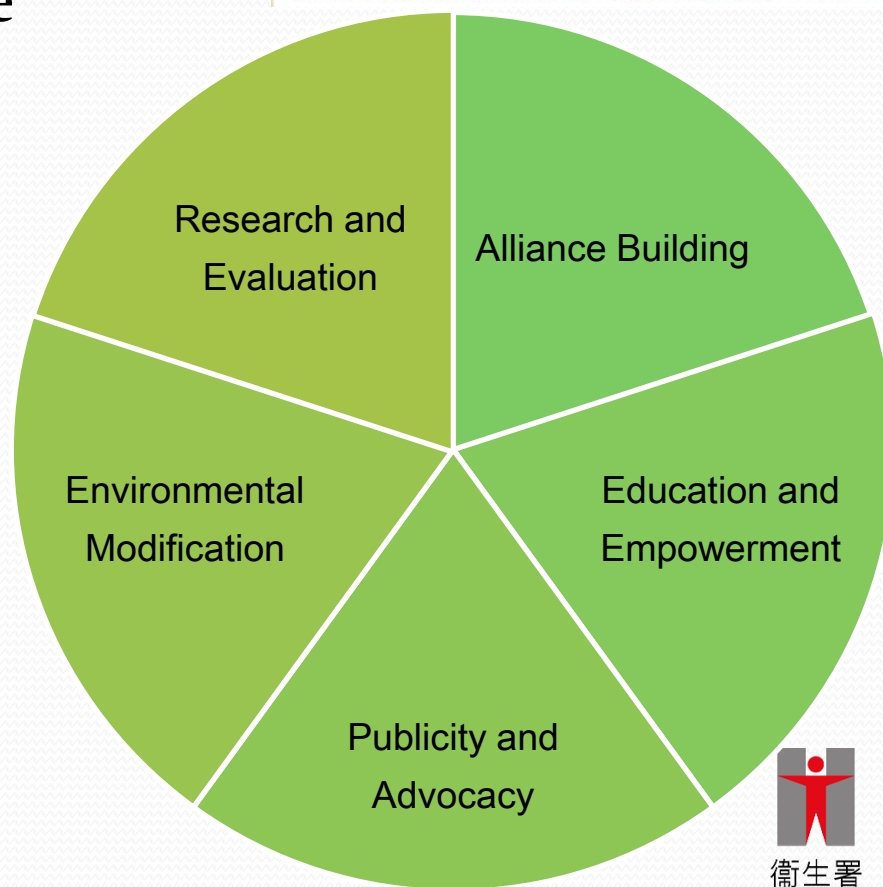 Alliance Building
Education and
Empowerment
Publicity and
Advocacy
Environmental
Modification
Research and
Evaluation
衞生署